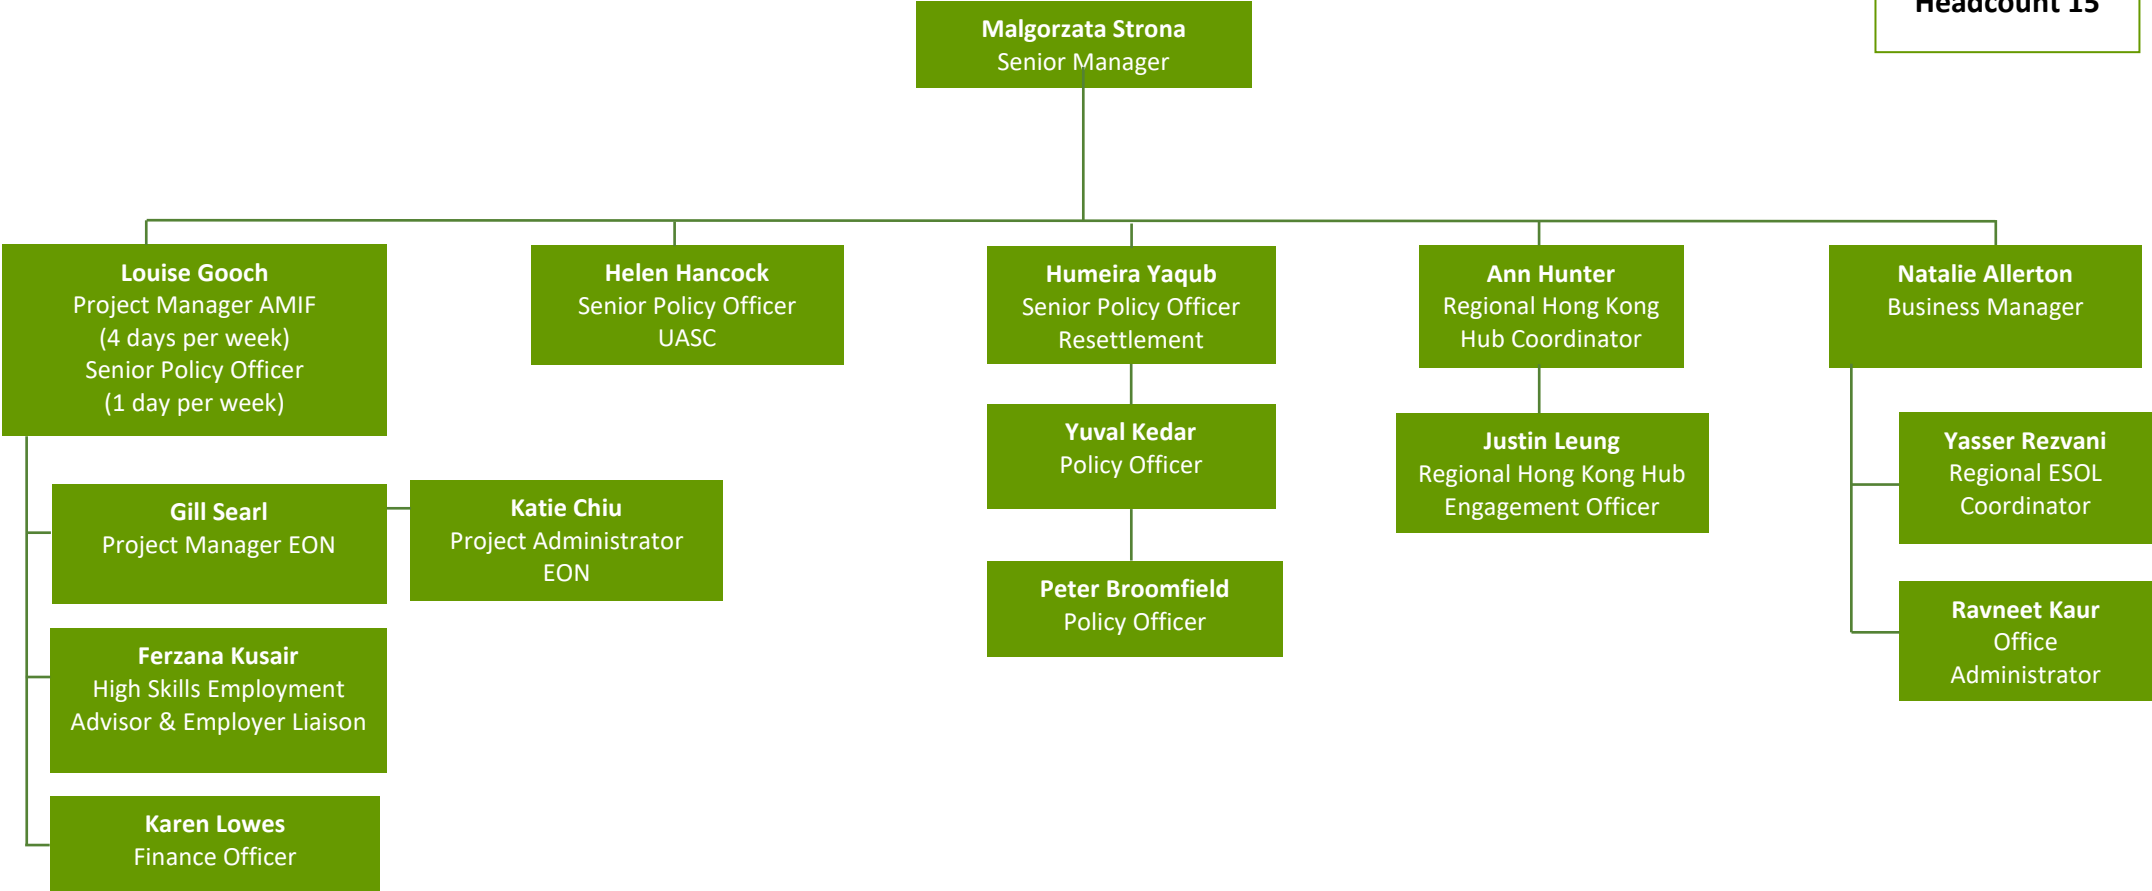 Headcount 15
Malgorzata Strona
Senior Manager
Louise Gooch
Project Manager AMIF
(4 days per week)
Senior Policy Officer
(1 day per week)
Helen Hancock
Senior Policy Officer
UASC
Humeira Yaqub
Senior Policy Officer
Resettlement
Ann Hunter
Regional Hong Kong
Hub Coordinator
Natalie Allerton
Business Manager
Gill Searl
Project Manager EON
Katie Chiu
Project Administrator
EON
Yuval Kedar
Policy Officer
Justin Leung
Regional Hong Kong Hub
Engagement Officer
Yasser Rezvani
Regional ESOL
Coordinator
Ferzana Kusair
High Skills Employment
Advisor & Employer Liaison
Peter Broomfield
Policy Officer
Ravneet Kaur
Office
Administrator
Karen Lowes
Finance Officer